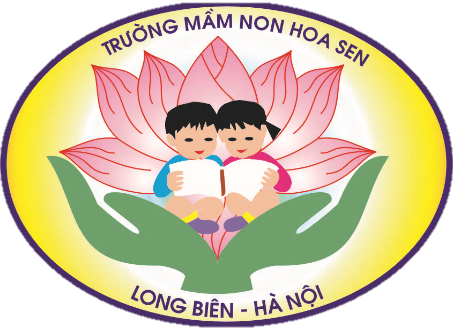 TRƯỜNG MẦM NON HOA SEN
LONG BIÊN - HÀ NỘI